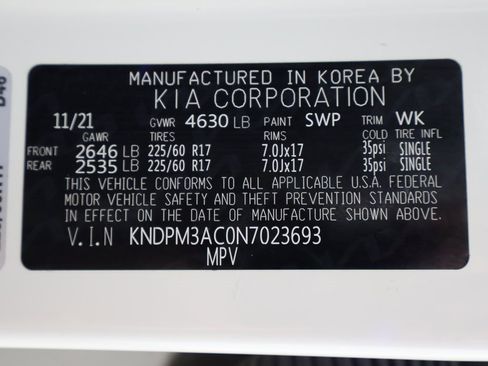 MANUFACTURED IN KOREA BY
KIA CORPORATION
11/21 GVWR 4630 LB PAINT SWP TRIM WK
GAWR TIRES RIMS COLD TIRE INFL
FRONT 2646 LB 225/60 R17 7.0Jx17 35psi SINGLE
REAR 2535 LB 225/60 R17 7.0Jx17 35psi SINGLE
THIS VEHICLE CONFORMS TO ALL APPLICABLE U.S.A. FEDERAL
MOTOR VEHICLE SAFETY AND THEFT PREVENTION STANDARDS
IN EFFECT ON THE DATE OF MANUFACTURE SHOWN ABOVE.
V.I.N KNDPM3AC0N7023693
MPV